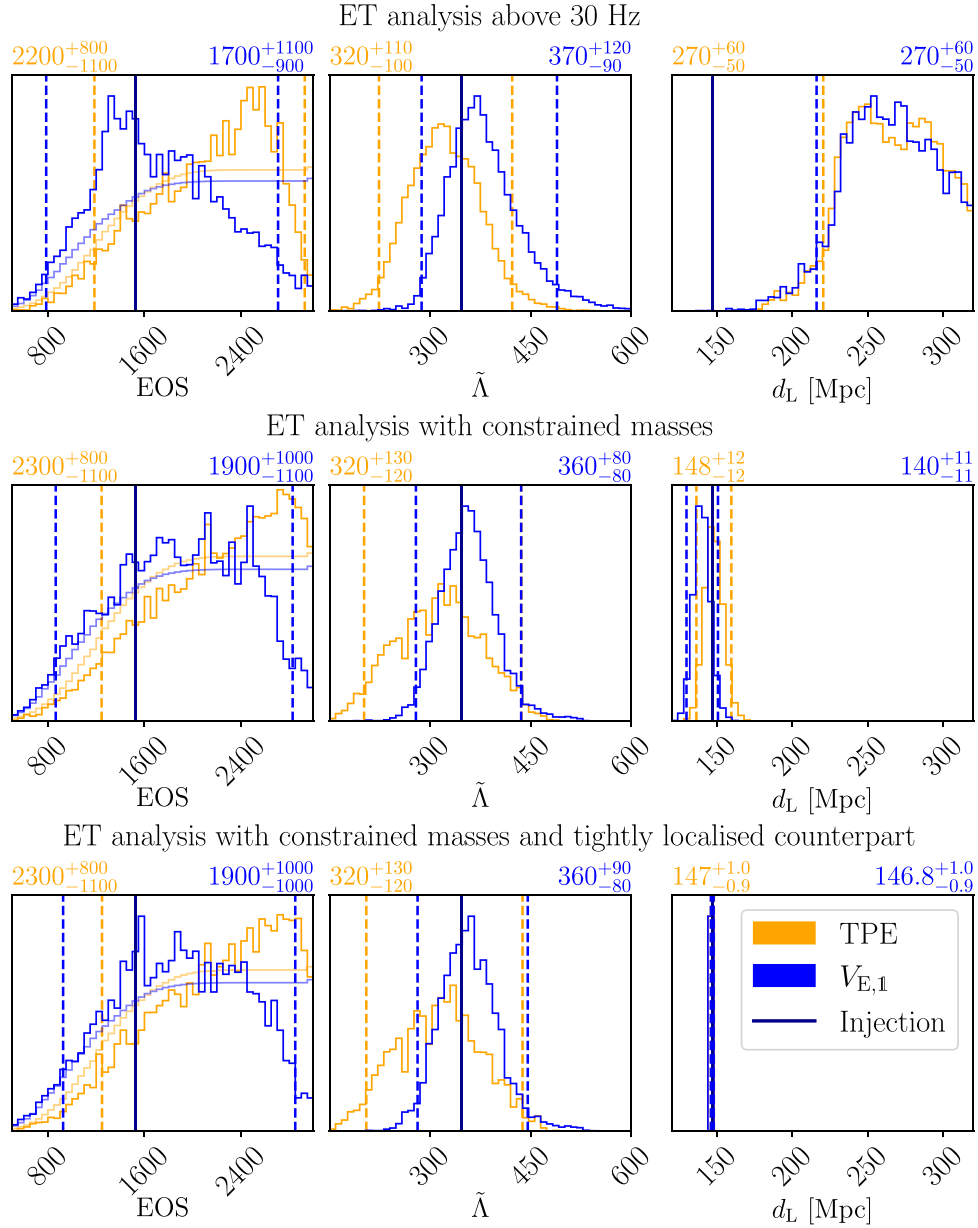 ET analysis above 30 Hz
2200^{+800}_{-1100} 1700^{+1100}_{-900} 320^{+110}_{-100} 370^{+120}_{-90} 270^{+60}_{-50} 270^{+60}_{-50}
800 1600 2400 300 450 600 150 200 250 300
EOS Λ̃ d_L [Mpc]
ET analysis with constrained masses
2300^{+800}_{-1100} 1900^{+1000}_{-1100} 320^{+130}_{-120} 360^{+80}_{-80} 148^{+12}_{-12} 140^{+11}_{-11}
800 1600 2400 300 450 600 150 200 250 300
EOS Λ̃ d_L [Mpc]
ET analysis with constrained masses and tightly localised counterpart
2300^{+800}_{-1100} 1900^{+1000}_{-1000} 320^{+130}_{-120} 360^{+90}_{-80} 147^{+1.0}_{-0.9} 146.8^{+1.0}_{-0.9}
TPE
V_{E,𝟙}
Injection
800 1600 2400 300 450 600 150 200 250 300
EOS Λ̃ d_L [Mpc]